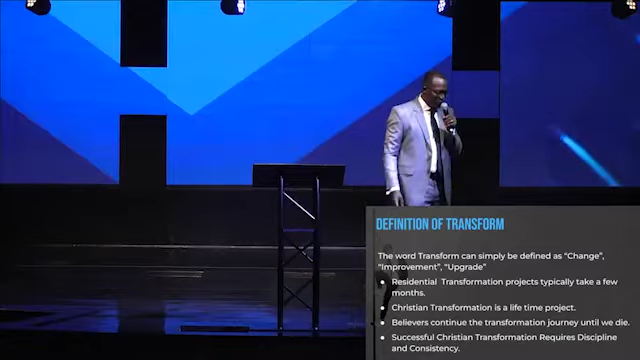 DEFINITION OF TRANSFORM
The word Transform can simply be defined as "Change",
"Improvement", "Upgrade"
● Residential Transformation projects typically take a few
months.
● Christian Transformation is a life time project.
● Believers continue the transformation journey until we die.
● Successful Christian Transformation Requires Discipline
and Consistency.